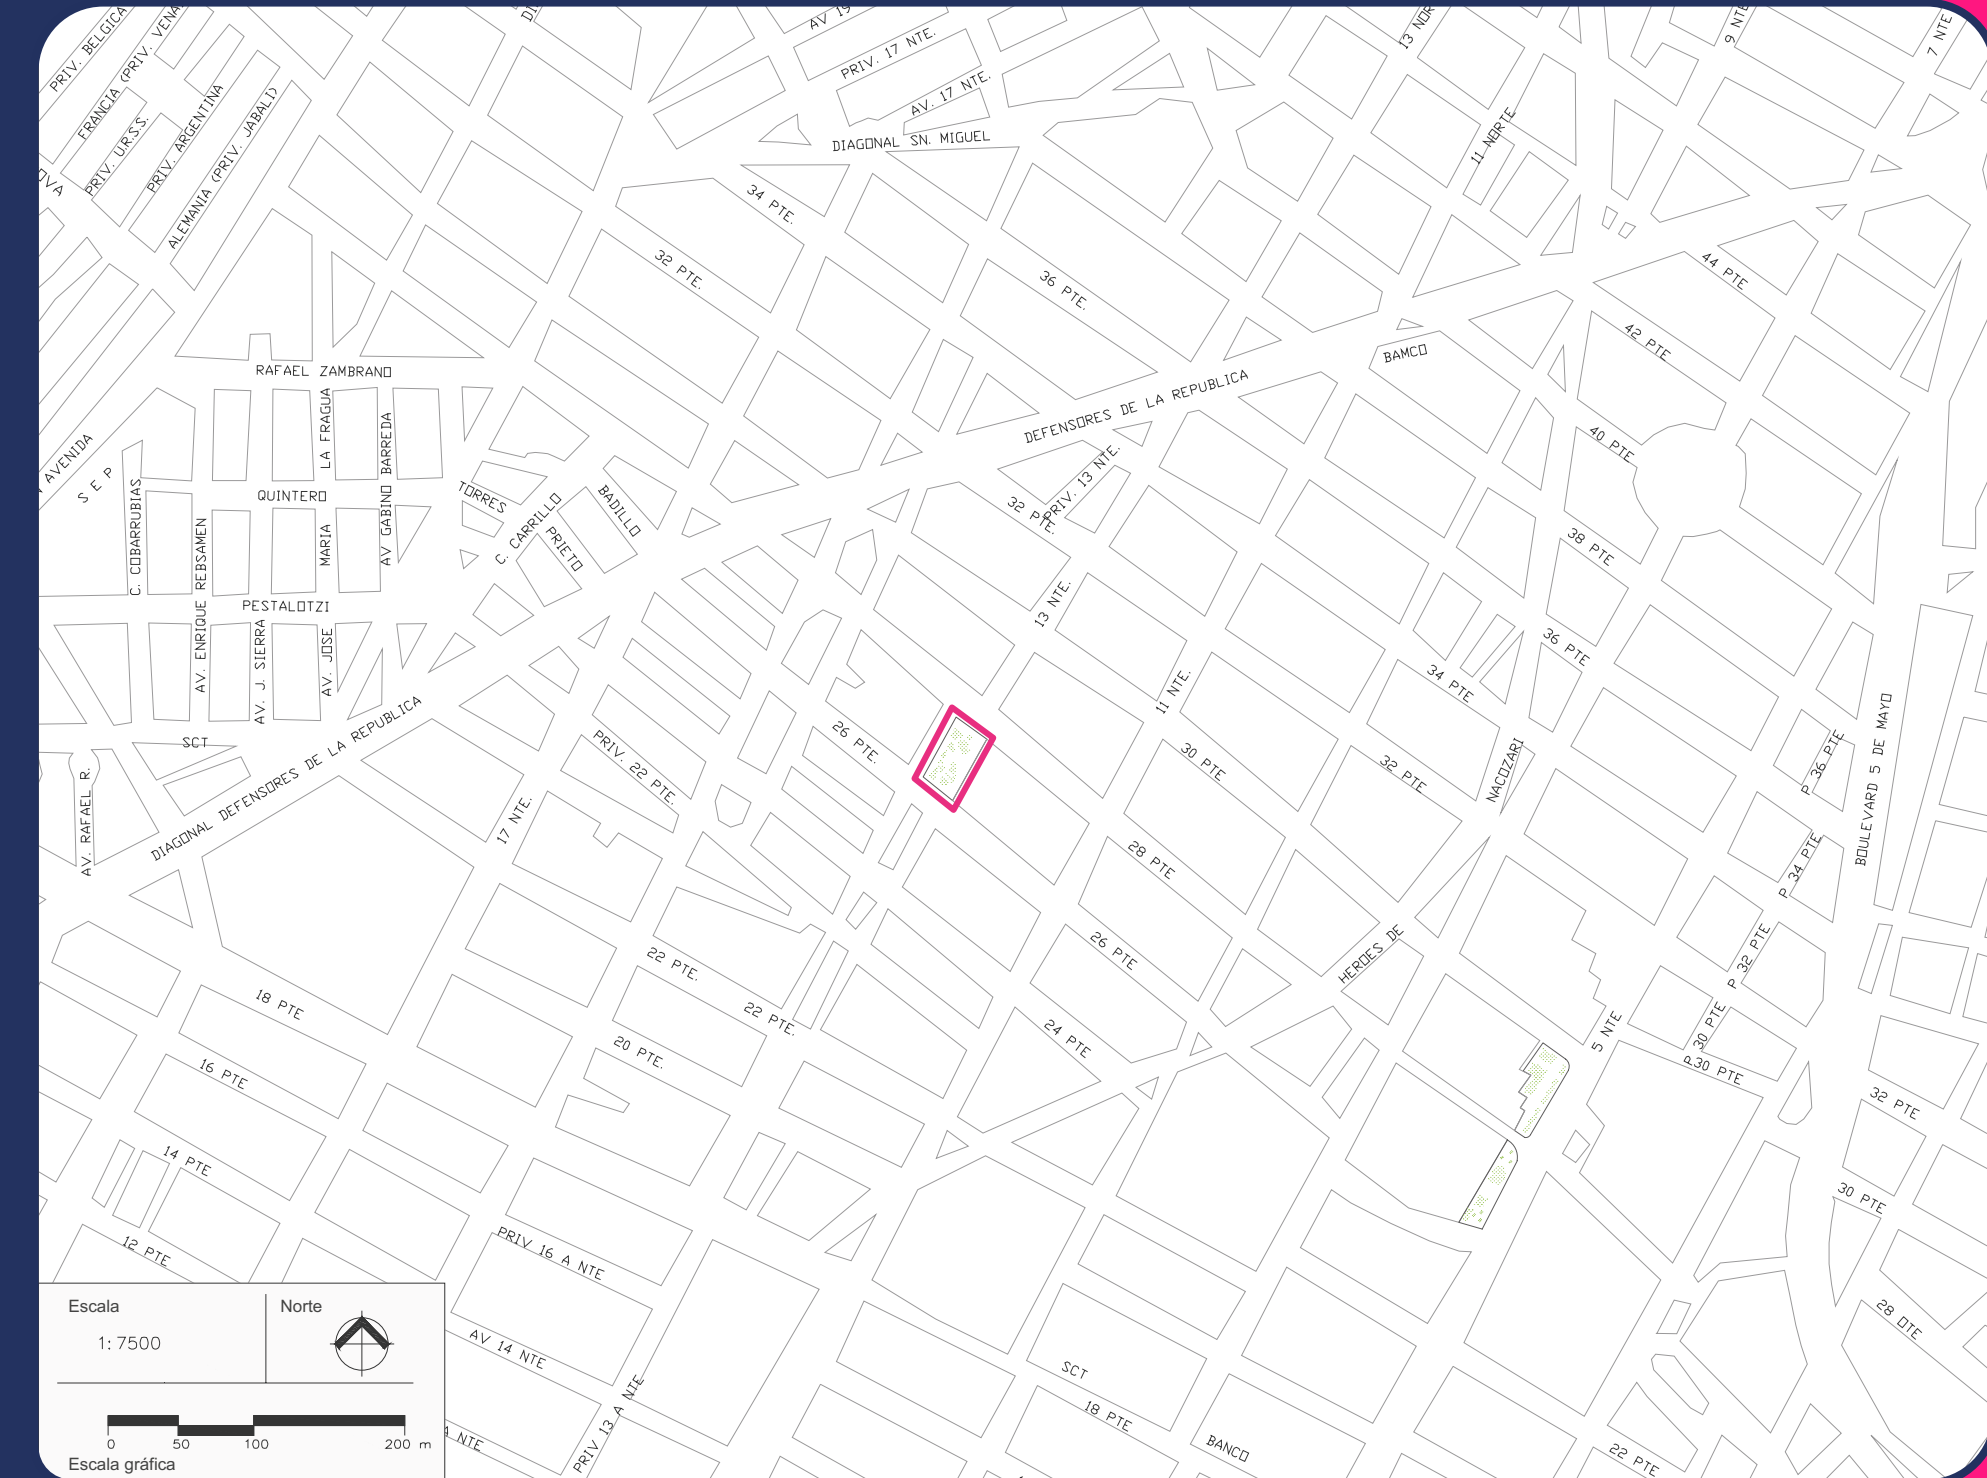 PRIV. BELGICA
FRANCIA (PRIV. VENA
PRIV. U.R.S.S.
PRIV. ARGENTINA
ALEMANIA (PRIV. JABALI)
OVA
AV 19
PRIV. 17 NTE.
AV. 17 NTE.
DIAGONAL SN. MIGUEL
13 NOR
11 NORTE
9 NTE
7 NTE
34 PTE.
32 PTE.
36 PTE.
44 PTE
42 PTE
BAMCO
DEFENSORES DE LA REPUBLICA
RAFAEL ZAMBRANO
LA FRAGUA
AV GABINO BARREDA
AVENIDA
S E P
C. COBARRUBIAS
QUINTERO
AV. ENRIQUE REBSAMEN
MARIA
TORRES
C. CARRILLO
PRIETO
BADILLO
PRIV. 13 NTE.
32 PTE.
40 PTE
38 PTE
PESTALOTZI
AV. J. SIERRA
AV. JOSE
13 NTE.
11 NTE.
36 PTE
34 PTE
SCT
DIAGONAL DEFENSORES DE LA REPUBLICA
AV. RAFAEL R.
PRIV. 22 PTE.
26 PTE.
30 PTE
32 PTE
NACOZARI
P 36 PTE
BOULEVARD 5 DE MAYO
17 NTE.
28 PTE
P 34 PTE
26 PTE
HEROES DE
P 32 PTE
22 PTE.
22 PTE.
18 PTE
20 PTE.
24 PTE
5 NTE
P 30 PTE
P.30 PTE
16 PTE
32 PTE
14 PTE
30 PTE
12 PTE
PRIV 16 A NTE
28 OTE
AV 14 NTE
PRIV 13 A NTE
A NTE
SCT
18 PTE
BANCO
22 PTE
Escala
1:7500
Norte
0 50 100 200 m
Escala gráfica